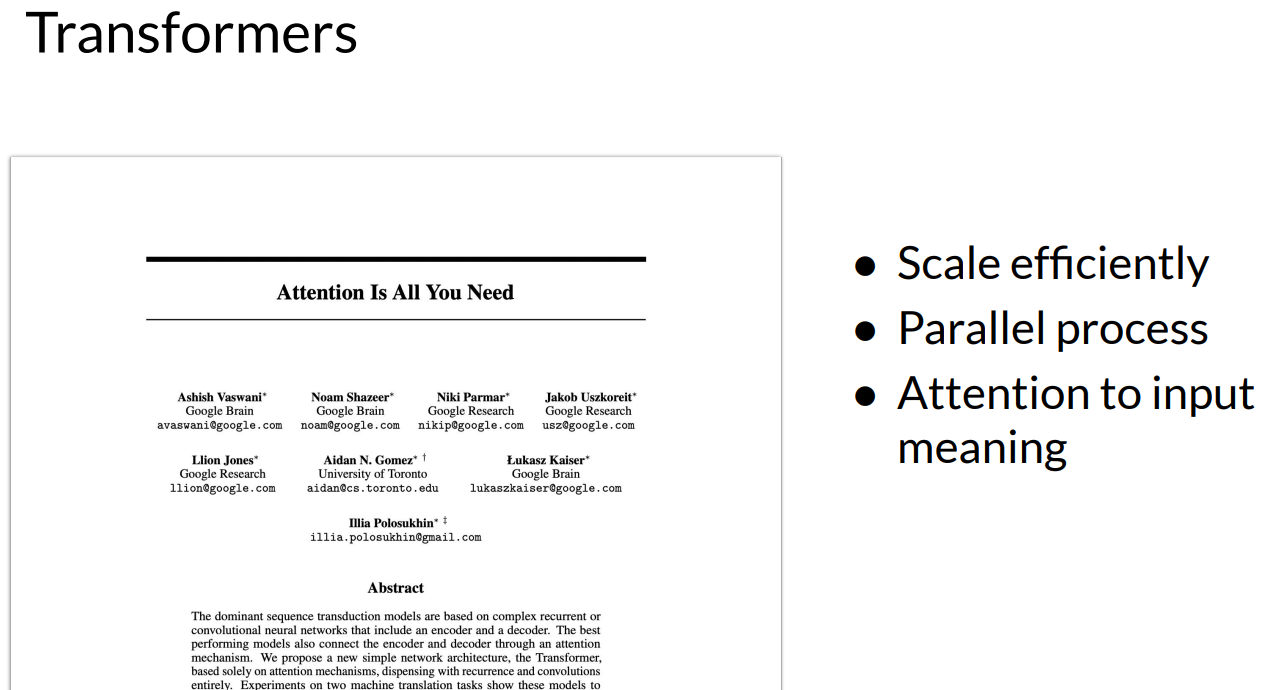 Transformers
Attention Is All You Need
Ashish Vaswani* Noam Shazeer* Niki Parmar* Jakob Uszkoreit*
Google Brain Google Brain Google Research Google Research
avaswani@google.com noam@google.com nikip@google.com usz@google.com
Llion Jones* Aidan N. Gomez* † Łukasz Kaiser*
Google Research University of Toronto Google Brain
llion@google.com aidan@cs.toronto.edu lukaszkaiser@google.com
Illia Polosukhin* ‡
illia.polosukhin@gmail.com
Abstract
The dominant sequence transduction models are based on complex recurrent or
convolutional neural networks that include an encoder and a decoder. The best
performing models also connect the encoder and decoder through an attention
mechanism. We propose a new simple network architecture, the Transformer,
based solely on attention mechanisms, dispensing with recurrence and convolutions
entirely. Experiments on two machine translation tasks show these models to
● Scale efficiently
● Parallel process
● Attention to input
meaning